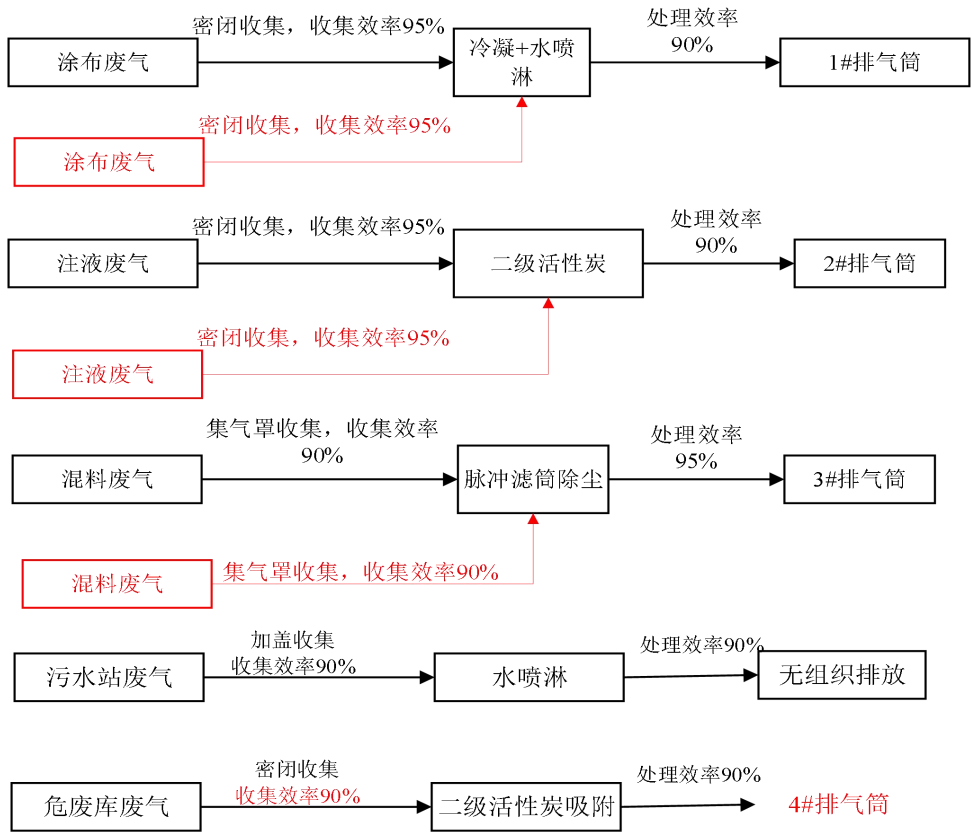 密闭收集，收集效率95%
处理效率
90%
涂布废气
冷凝+水喷
淋
1#排气筒
密闭收集，收集效率95%
涂布废气
密闭收集，收集效率95%
处理效率
90%
注液废气
二级活性炭
2#排气筒
密闭收集，收集效率95%
注液废气
集气罩收集，收集效率
90%
处理效率
95%
混料废气
脉冲滤筒除尘
3#排气筒
混料废气
集气罩收集，收集效率90%
加盖收集
收集效率90%
处理效率90%
污水站废气
水喷淋
无组织排放
密闭收集
收集效率90%
处理效率90%
危废库废气
二级活性炭吸附
4#排气筒